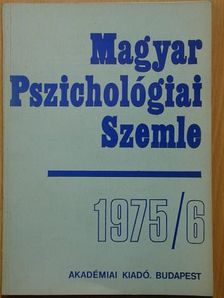 Magyar
Pszichológiai
Szemle
1975/6
AKADÉMIAI KIADÓ. BUDAPEST